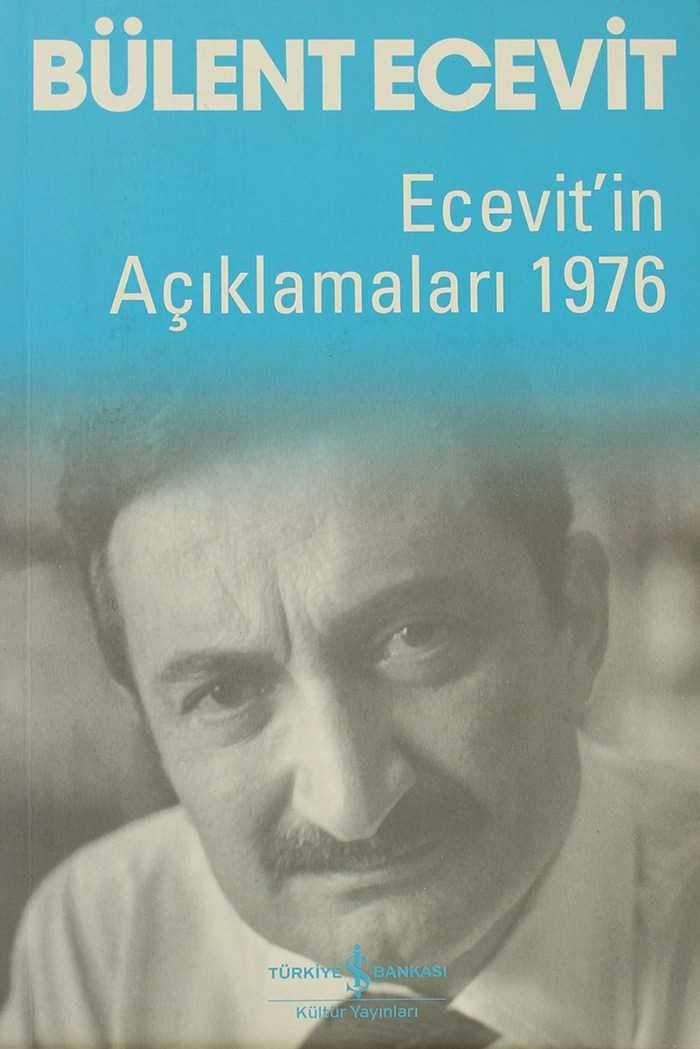 BÜLENT ECEVİT
Ecevit'in
Açıklamaları 1976
TÜRKİYE İŞ BANKASI
Kültür Yayınları